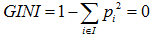 GINI = 1 − ∑_{i∈I} p_i^2 = 0